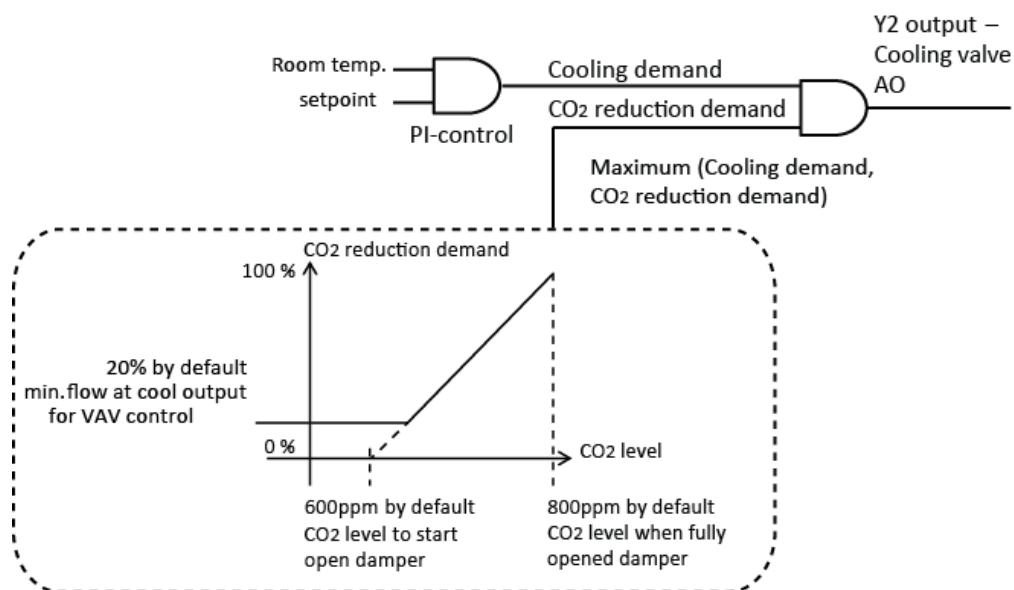 Y2 output –
Cooling valve
AO
Room temp.
setpoint
PI-control
Cooling demand
CO2 reduction demand
Maximum (Cooling demand,
CO2 reduction demand)
CO2 reduction demand
100 %
20% by default
min.flow at cool output
for VAV control
0 %
CO2 level
600ppm by default
CO2 level to start
open damper
800ppm by default
CO2 level when fully
opened damper